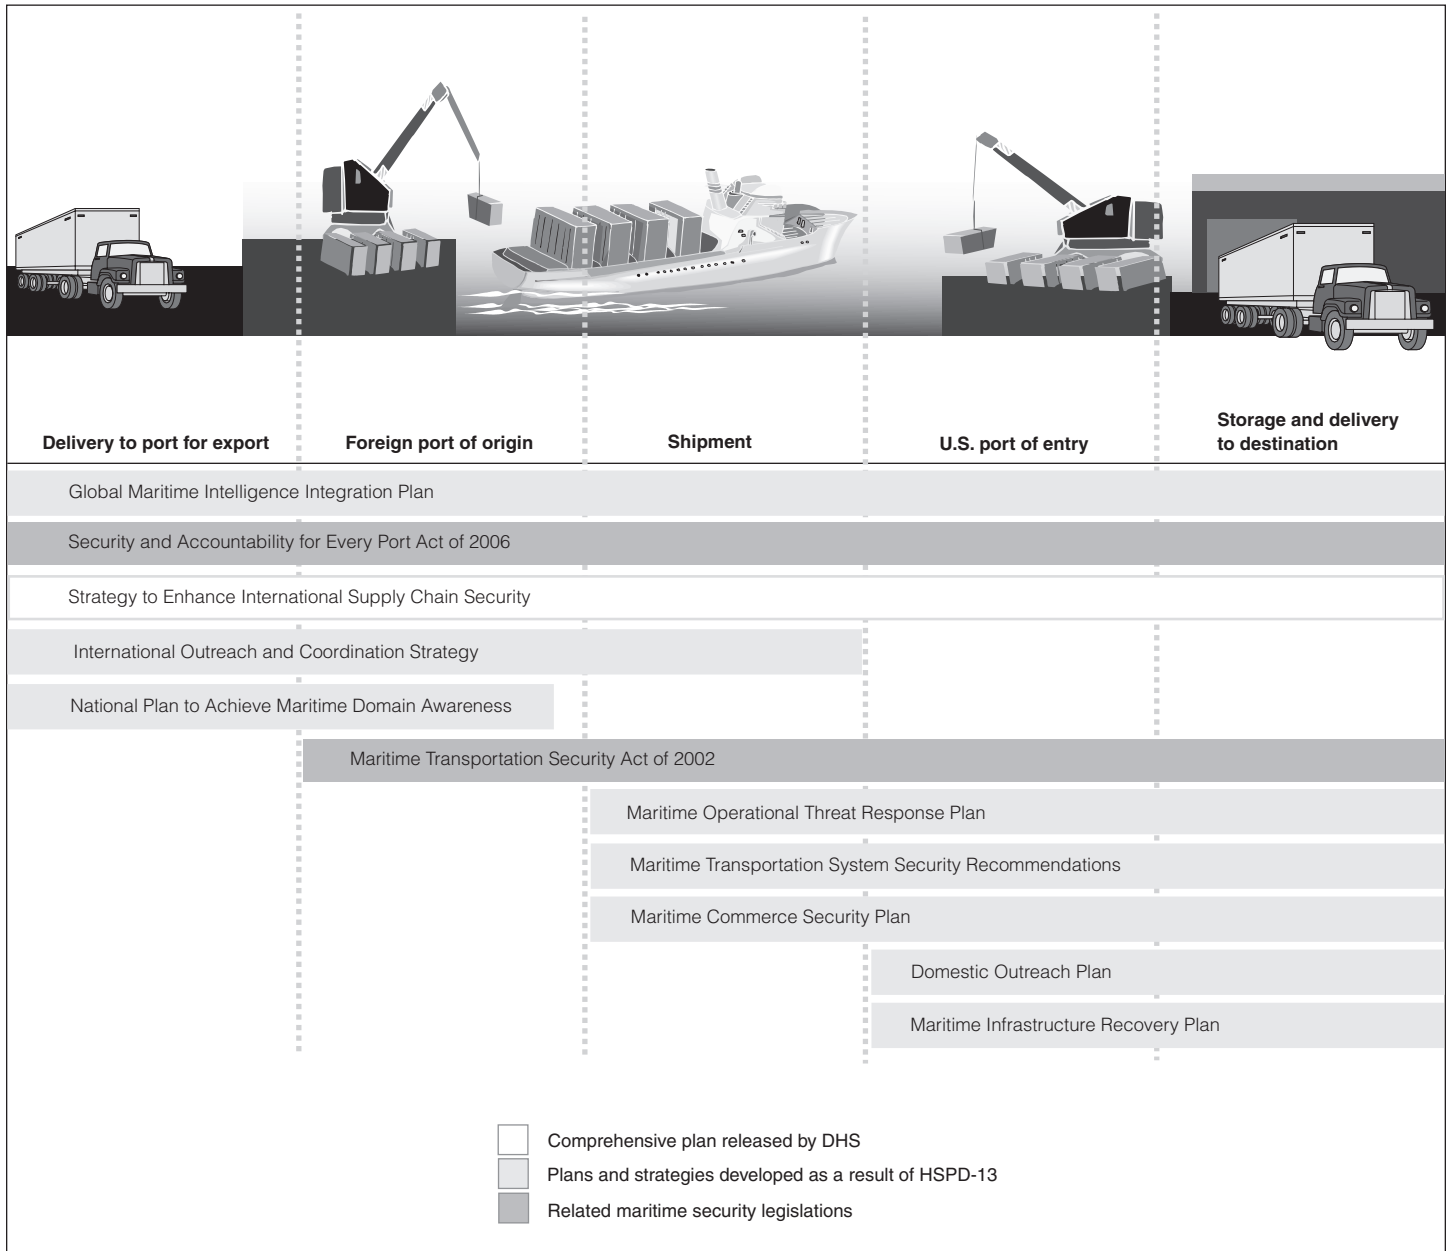 Delivery to port for export
Foreign port of origin
Shipment
U.S. port of entry
Storage and delivery
to destination
Global Maritime Intelligence Integration Plan
Security and Accountability for Every Port Act of 2006
Strategy to Enhance International Supply Chain Security
International Outreach and Coordination Strategy
National Plan to Achieve Maritime Domain Awareness
Maritime Transportation Security Act of 2002
Maritime Operational Threat Response Plan
Maritime Transportation System Security Recommendations
Maritime Commerce Security Plan
Domestic Outreach Plan
Maritime Infrastructure Recovery Plan
Comprehensive plan released by DHS
Plans and strategies developed as a result of HSPD-13
Related maritime security legislations